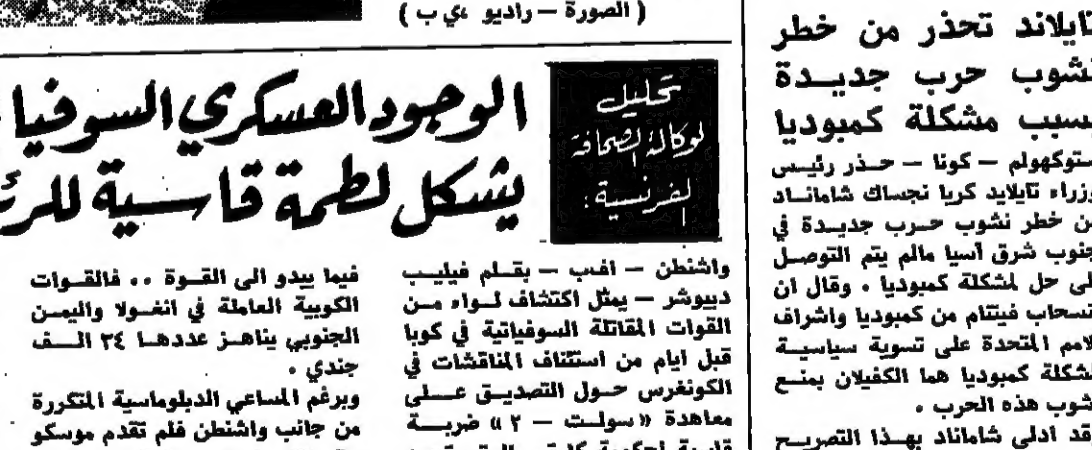 ( الصورة — راديو ي ب )
تحليل
لوكالة الصحافة
الفرنسية :
الوجود العسكري السوفيا
يشكل لطمة قاسية للر
واشنطن — افب — بقلم فيليب
دييوشر — يمثل اكتشاف لواء من
القوات المقاتلة السوفياتية في كوبا
قبل ايام من استئناف المناقشات في
الكونغرس حول التصديق على
معاهدة « سولت — ٢ » ضربة
فيما يبدو الى القوة .. فالقوات
الكوبية العاملة في انغولا واليمن
الجنوبي يناهز عددها ٣٤ الف
جندي .
وبرغم المساعي الدبلوماسية المتكررة
من جانب واشنطن فلم تقدم موسكو
تايلاند تحذر من خطر
نشوب حرب جديدة
بسبب مشكلة كمبوديا
ستوكهولم — كونا — حذر رئيس
وزراء تايلايد كريا نجساك شاماناد
من خطر نشوب حرب جديدة في
جنوب شرق آسيا مالم يتم التوصل
الى حل لمشكلة كمبوديا . وقال ان
انسحاب فيتنام من كمبوديا واشراف
الامم المتحدة على تسوية سياسية
لمشكلة كمبوديا هما الكفيلان بمنع
نشوب هذه الحرب .
وقد ادلى شاماناد بهذا التصريح